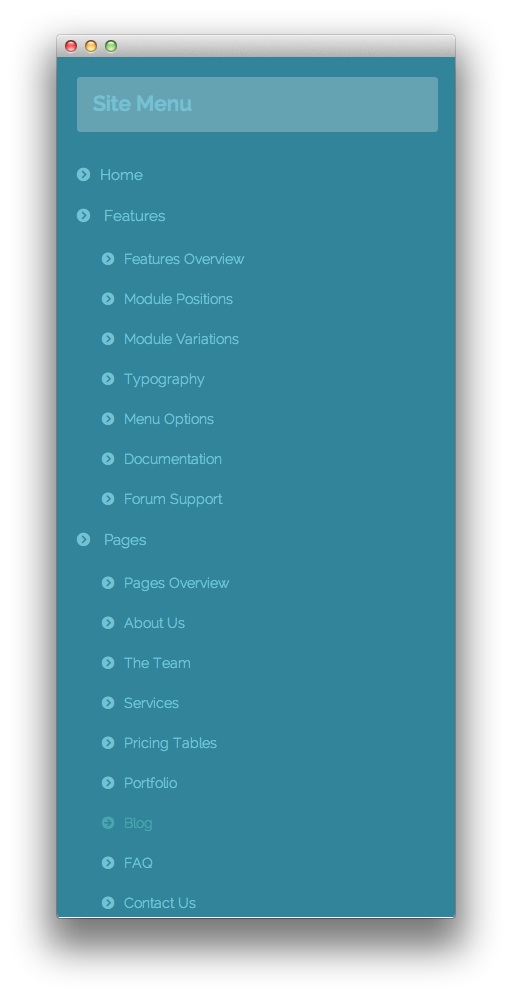 Site Menu
Home
Features
Features Overview
Module Positions
Module Variations
Typography
Menu Options
Documentation
Forum Support
Pages
Pages Overview
About Us
The Team
Services
Pricing Tables
Portfolio
Blog
FAQ
Contact Us